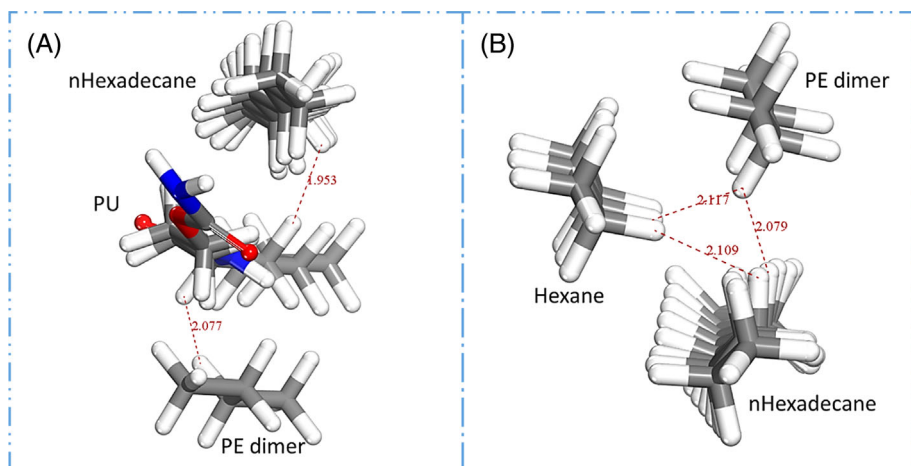 (A)
nHexadecane
1.953
PU
2.077
PE dimer
(B)
PE dimer
2.117
2.079
2.109
Hexane
nHexadecane